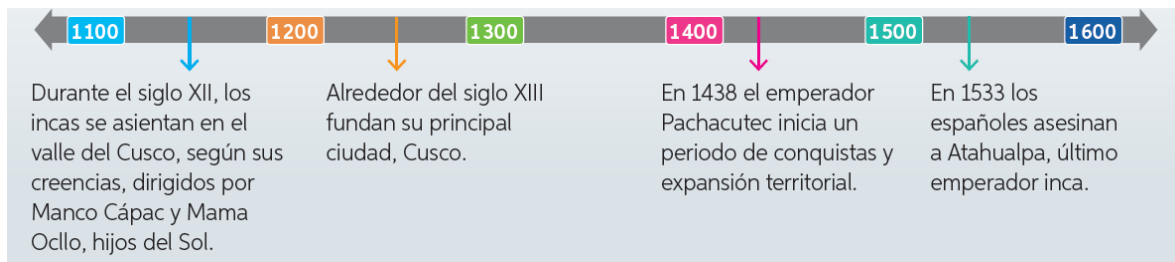 1100 1200 1300 1400 1500 1600
Durante el siglo XII, los
incas se asientan en el
valle del Cusco, según sus
creencias, dirigidos por
Manco Cápac y Mama
Ocllo, hijos del Sol.
Alrededor del siglo XIII
fundan su principal
ciudad, Cusco.
En 1438 el emperador
Pachacutec inicia un
periodo de conquistas y
expansión territorial.
En 1533 los
españoles asesinan
a Atahualpa, último
emperador inca.